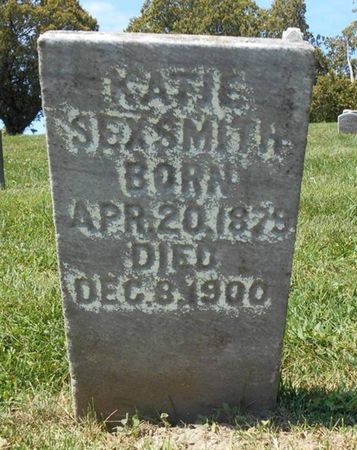 KATIE
SEXSMITH
BORN
APR. 20. 1879
DIED
DEC. 8. 1900